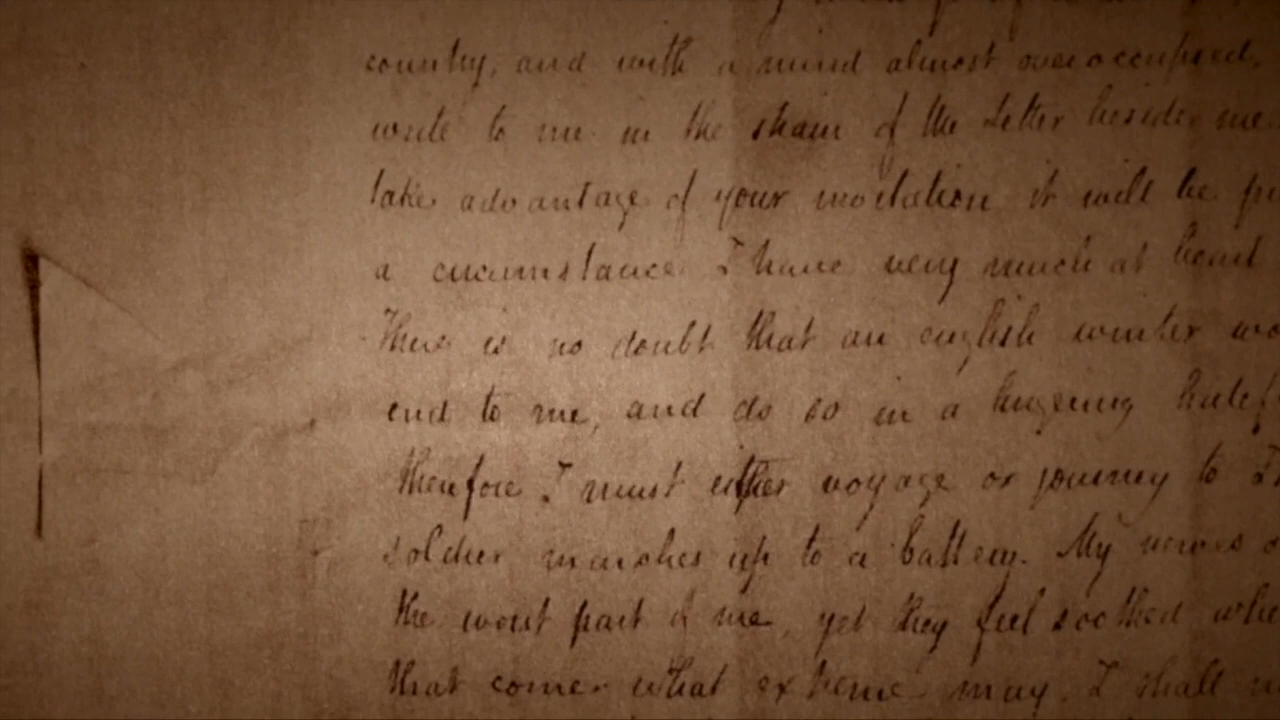 country, and with a mind almost over occupied,
write to me in the strain of the Letter beside me
take advantage of your invitation it will be
a circumstance I have very much at heart
There is no doubt that an english winter
end to me, and do so in a lingering
therefore I must either voyage or journey to
soldier marches up to a battery. My nerves
the worst part of me, yet they feel soothed
that come what extreme may, I shall